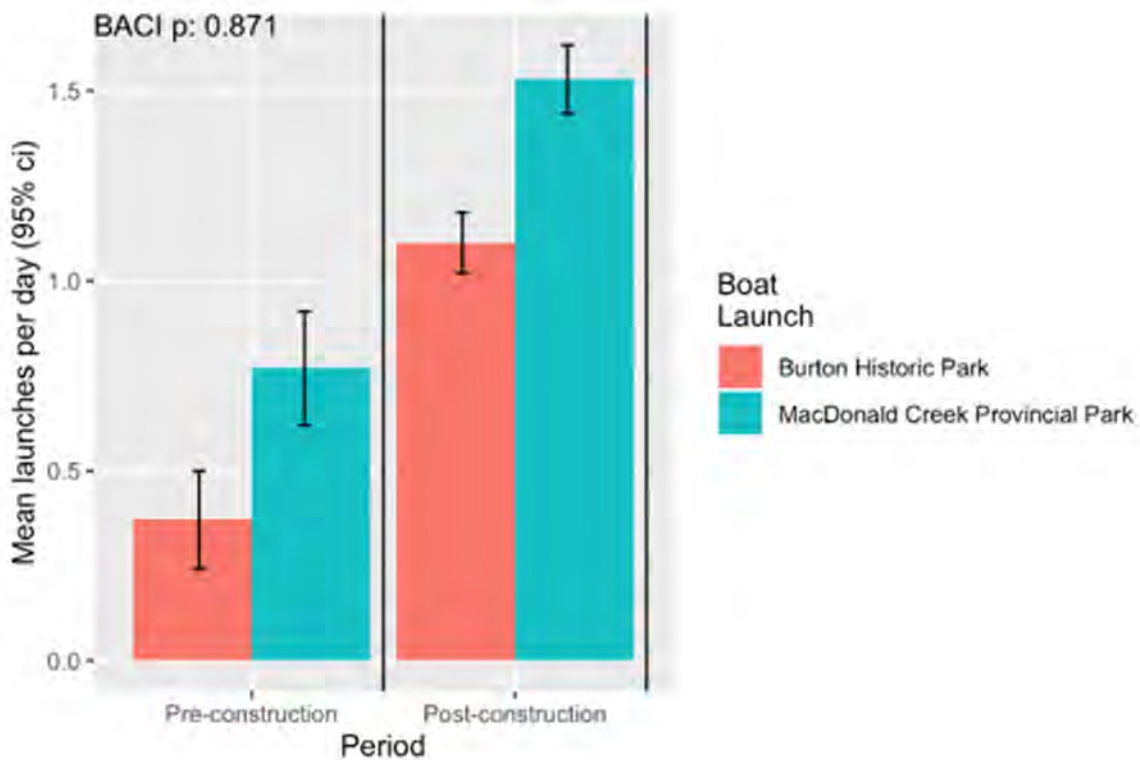 BACI p: 0.871
Mean launches per day (95% ci)
1.5
1.0
0.5
0.0
Pre-construction
Post-construction
Period
Boat
Launch
Burton Historic Park
MacDonald Creek Provincial Park